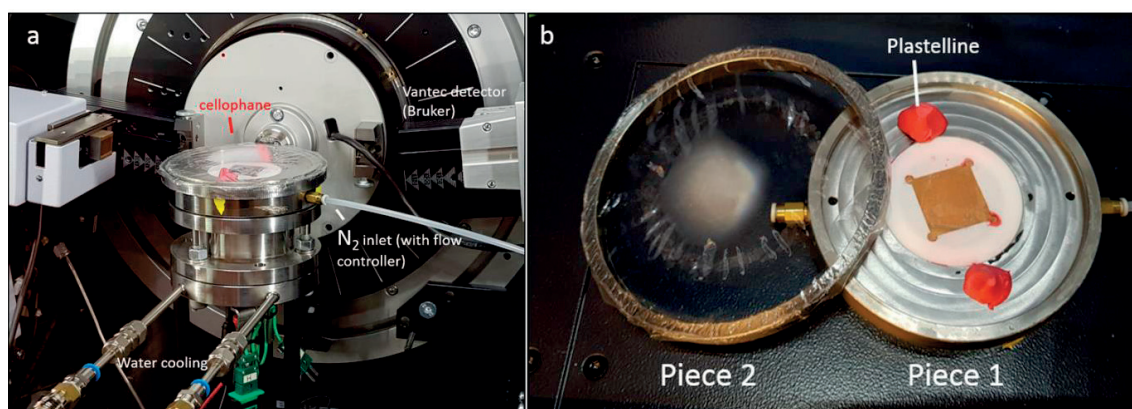 a
Vantec detector
(Bruker)
cellophane
N2 inlet (with flow
controller)
Water cooling
b
Plastelline
Piece 2
Piece 1